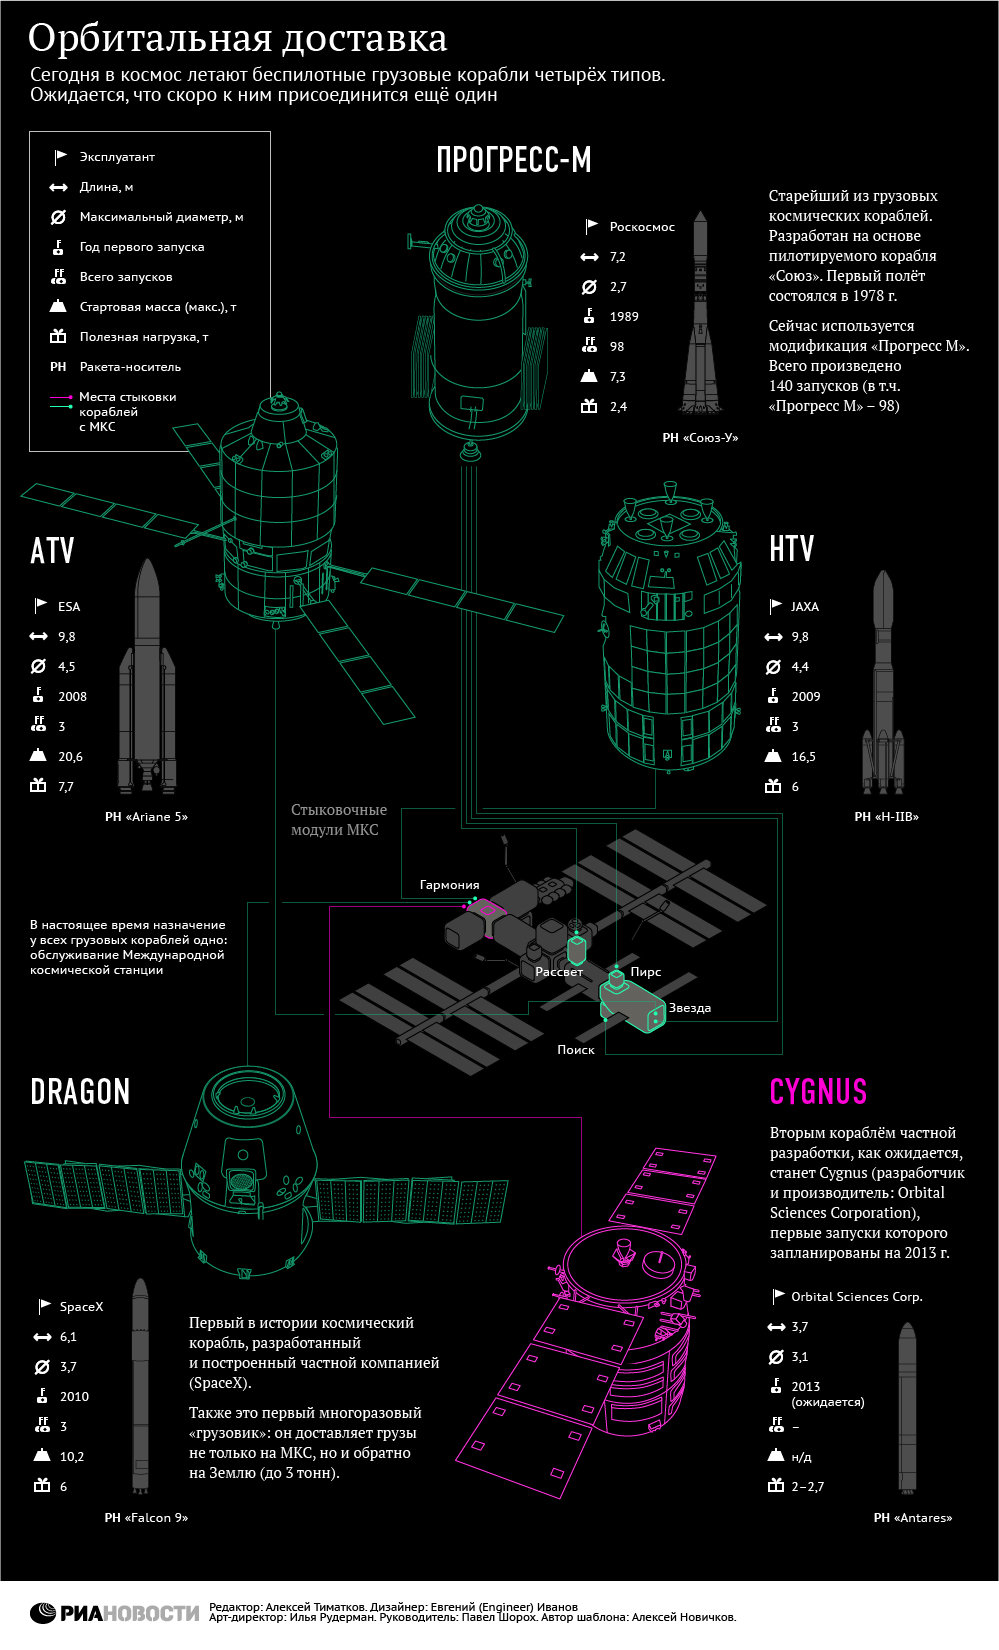 Орбитальная доставка
Сегодня в космос летают беспилотные грузовые корабли четырёх типов.
Ожидается, что скоро к ним присоединится ещё один
Эксплуатант
Длина, м
Максимальный диаметр, м
F Год первого запуска
FF Всего запусков
Стартовая масса (макс.), т
Полезная нагрузка, т
РН Ракета-носитель
Места стыковки
кораблей
с МКС
ПРОГРЕСС-М
Роскосмос
7,2
2,7
F 1989
FF 98
7,3
2,4
РН «Союз-У»
Старейший из грузовых
космических кораблей.
Разработан на основе
пилотируемого корабля
«Союз». Первый полёт
состоялся в 1978 г.
Сейчас используется
модификация «Прогресс М».
Всего произведено
140 запусков (в т.ч.
«Прогресс М» – 98)
ATV
ESA
9,8
4,5
F 2008
FF 3
20,6
7,7
РН «Ariane 5»
HTV
JAXA
9,8
4,4
F 2009
FF 3
16,5
6
РН «H-IIB»
Стыковочные
модули МКС
Гармония
Рассвет
Пирс
Звезда
Поиск
В настоящее время назначение
у всех грузовых кораблей одно:
обслуживание Международной
космической станции
DRAGON
SpaceX
6,1
3,7
F 2010
FF 3
10,2
6
РН «Falcon 9»
Первый в истории космический
корабль, разработанный
и построенный частной компанией
(SpaceX).
Также это первый многоразовый
«грузовик»: он доставляет грузы
не только на МКС, но и обратно
на Землю (до 3 тонн).
CYGNUS
Вторым кораблём частной
разработки, как ожидается,
станет Cygnus (разработчик
и производитель: Orbital
Sciences Corporation),
первые запуски которого
запланированы на 2013 г.
Orbital Sciences Corp.
3,7
3,1
F 2013
(ожидается)
FF –
н/д
2–2,7
РН «Antares»
РИАНОВОСТИ
Редактор: Алексей Тиматков. Дизайнер: Евгений (Engineer) Иванов
Арт-директор: Илья Рудерман. Руководитель: Павел Шорох. Автор шаблона: Алексей Новичков.